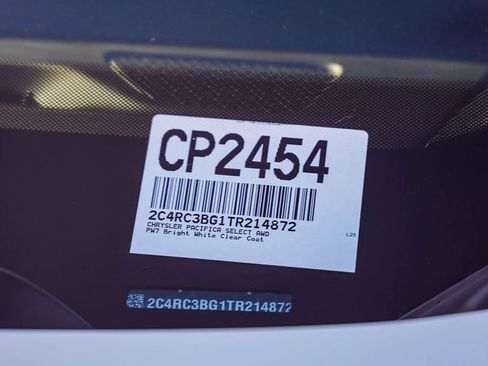 CP2454
2C4RC3BG1TR214872
CHRYSLER PACIFICA SELECT AWD
PW7 Bright White Clear Coat
L25
2C4RC3BG1TR214872